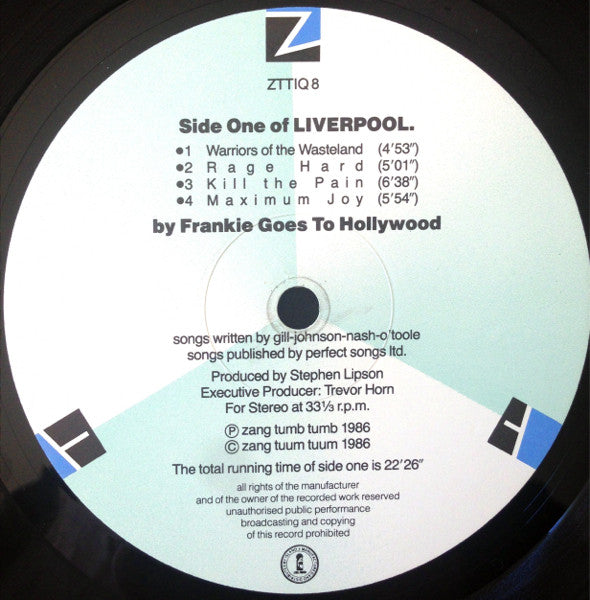 Z
ZTTIQ8
Side One of LIVERPOOL.
●1 Warriors of the Wasteland (4'53")
●2 Rage Hard (5'01")
●3 Kill the Pain (6'38")
●4 Maximum Joy (5'54")
by Frankie Goes To Hollywood
songs written by gill-johnson-nash-o'toole
songs published by perfect songs ltd.
Produced by Stephen Lipson
Executive Producer: Trevor Horn
For Stereo at 33⅓ r.p.m.
Ⓟ zang tumb tumb 1986
© zang tuum tuum 1986
The total running time of side one is 22'26"
all rights of the manufacturer
and of the owner of the recorded work reserved
unauthorised public performance
broadcasting and copying
of this record prohibited
T
T